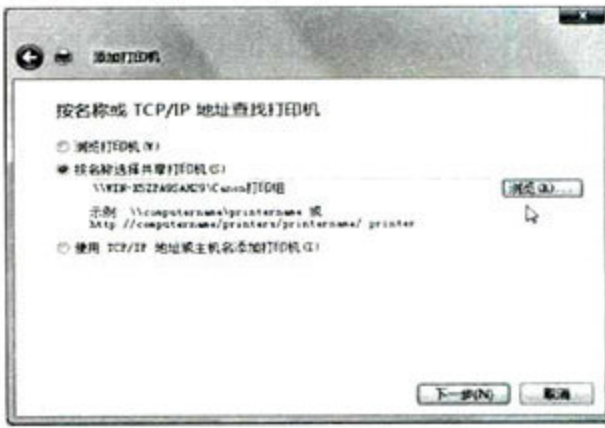 添加打印机
按名称或 TCP/IP 地址查找打印机
浏览打印机(W)
按名称选择共享打印机(S)
\Canon打印组
浏览(R)...
示例: \\computername\printername 或
http://computername/printers/printername/.printer
使用 TCP/IP 地址或主机名添加打印机(I)
下一步(N)
取消